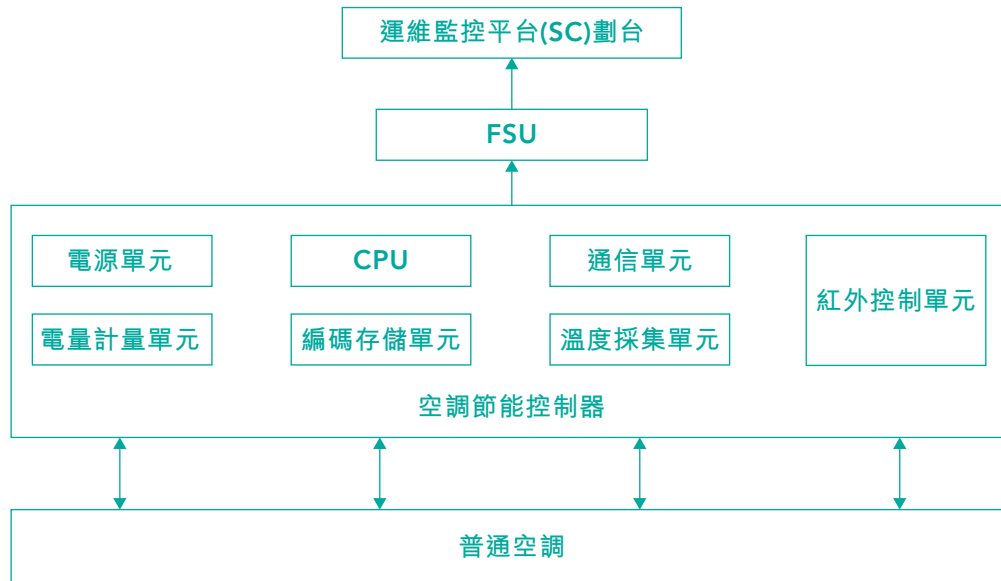 運維監控平台(SC)劃台
FSU
電源單元
CPU
通信單元
紅外控制單元
電量計量單元
編碼存儲單元
溫度採集單元
空調節能控制器
普通空調